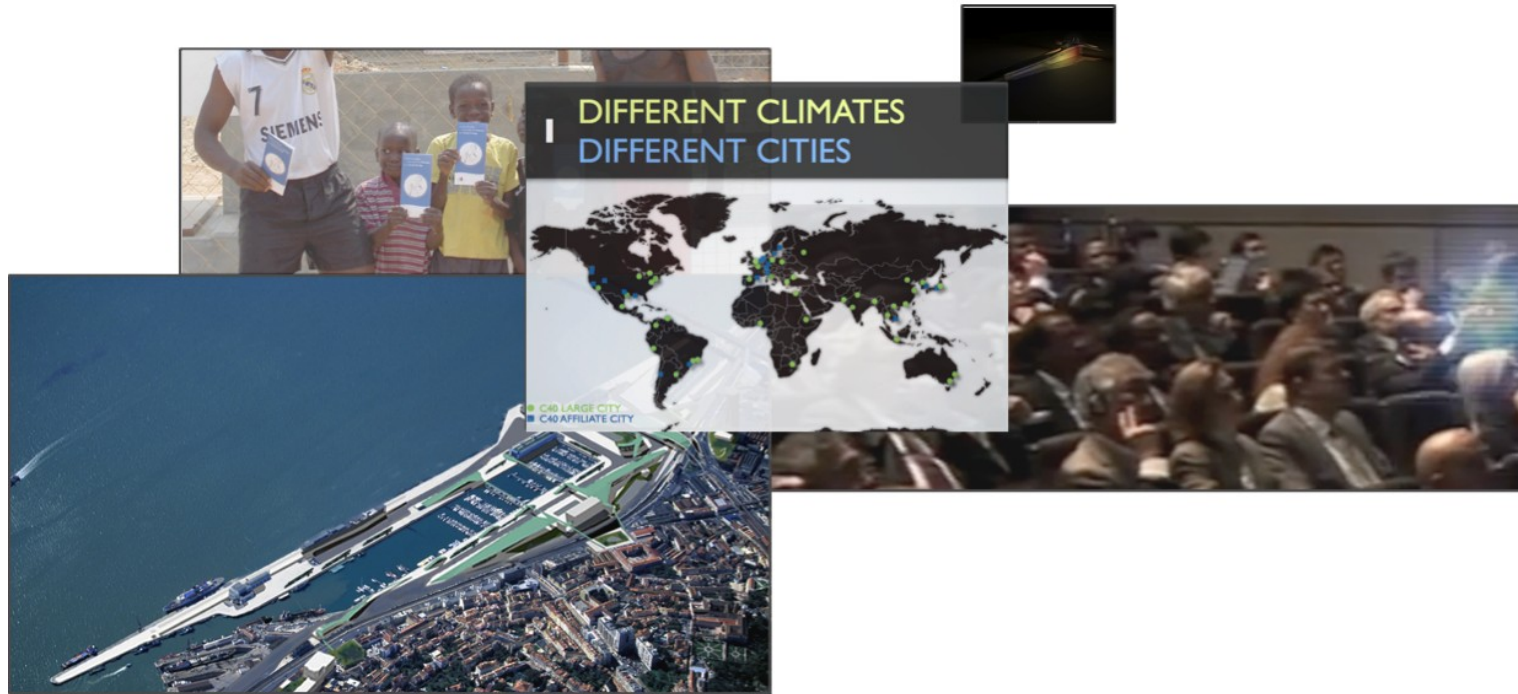 7
SIEMENS
I
DIFFERENT CLIMATES
DIFFERENT CITIES
C40 LARGE CITY
C40 AFFILIATE CITY